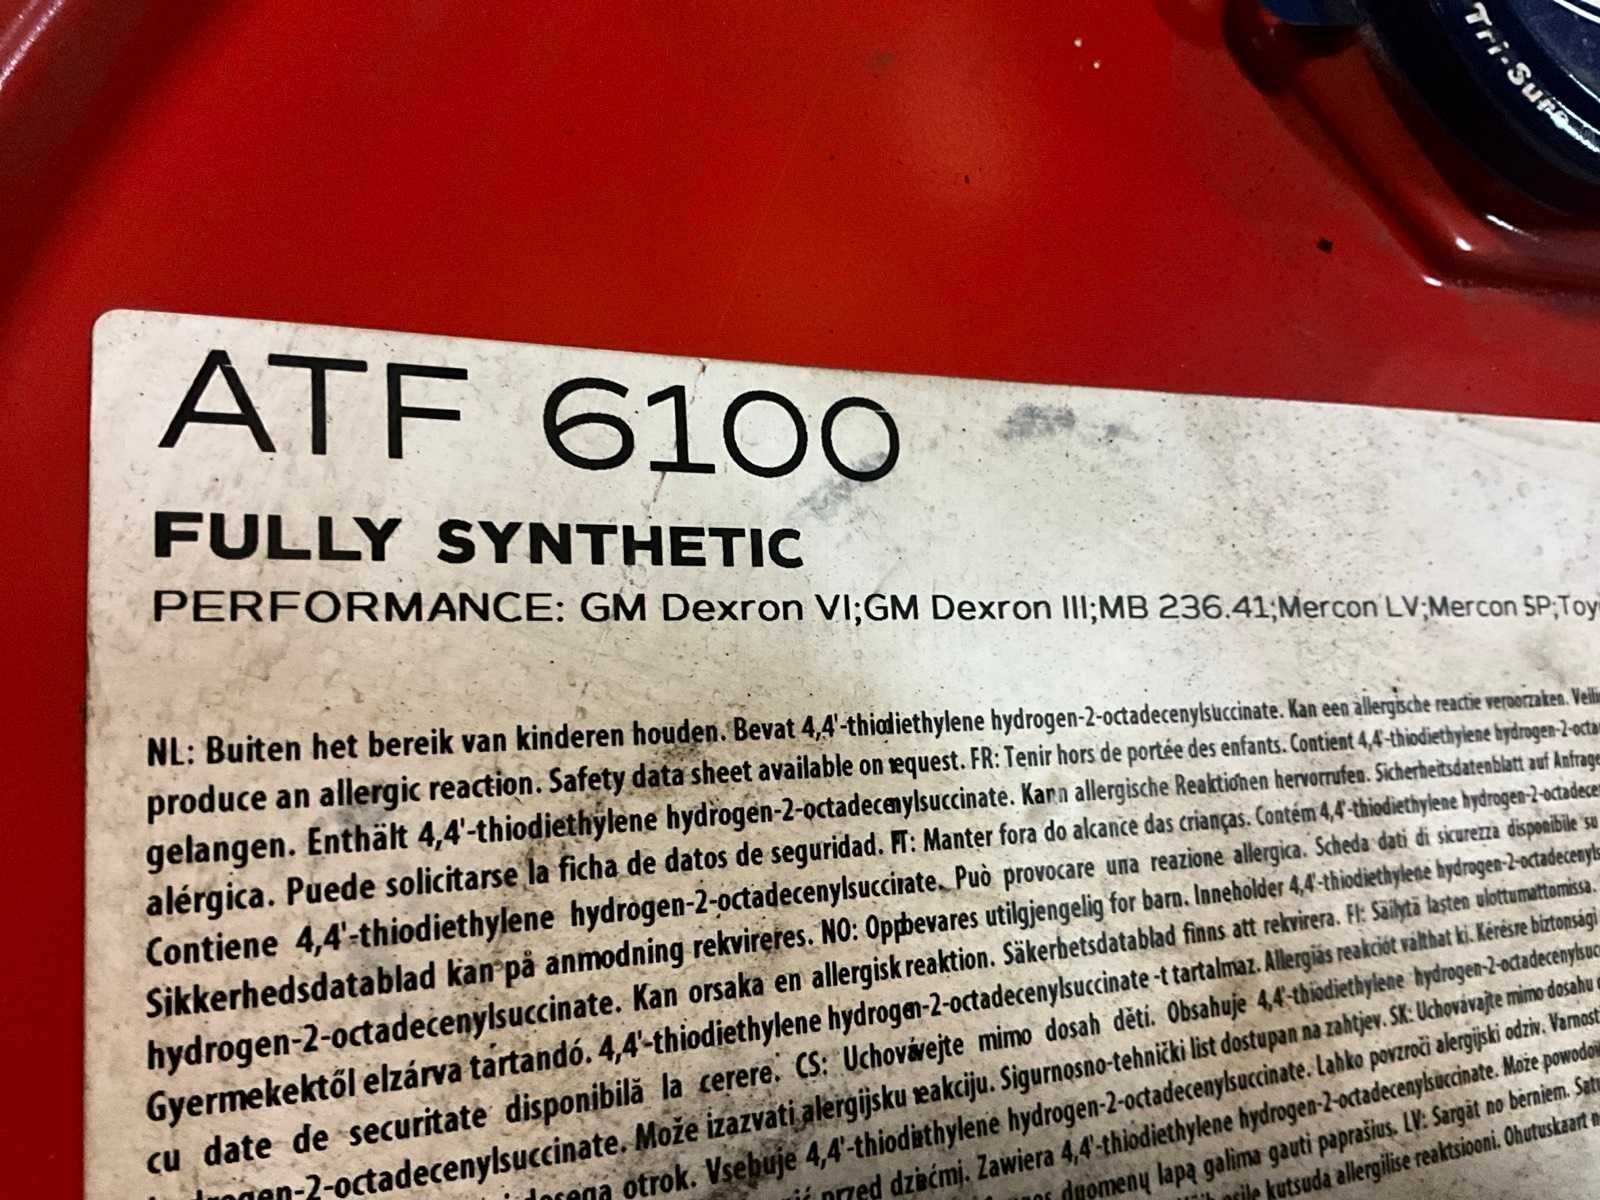 Tri-Sure
ATF 6100
FULLY SYNTHETIC
PERFORMANCE: GM Dexron VI;GM Dexron III;MB 236.41;Mercon LV;Mercon SP;Toy
NL: Buiten het bereik van kinderen houden. Bevat 4,4'-thiodiethylene hydrogen-2-octadecenylsuccinate. Kan een allergische reactie veroorzaken.
produce an allergic reaction. Safety data sheet available on request. FR: Tenir hors de portée des enfants. Contient 4,4'-thiodiethylene hydrogen-2-octa
gelangen. Enthält 4,4'-thiodiethylene hydrogen-2-octadecenylsuccinate. Kann allergische Reaktionen hervorrufen. Sicherheitsdatenblatt auf Anfrage
alérgica. Puede solicitarse la ficha de datos de seguridad. PT: Manter fora do alcance das crianças. Contém 4,4'-thiodiethylene hydrogen-2-octadece
Contiene 4,4'-thiodiethylene hydrogen-2-octadecenylsuccinate. Può provocare una reazione allergica. Scheda dati di sicurezza disponibile su
Sikkerhedsdatablad kan på anmodning rekvireres. NO: Oppbevares utilgjengelig for barn. Inneholder 4,4'-thiodiethylene hydrogen-2-octadecenyls
hydrogen-2-octadecenylsuccinate. Kan orsaka en allergisk reaktion. Säkerhetsdatablad finns att rekvirera. FI: Säilytä lasten ulottumattomissa.
Gyermekektől elzárva tartandó. 4,4'-thiodiethylene hydrogen-2-octadecenylsuccinate -t tartalmaz. Allergiás reakciót válthat ki. Kérésre biztonsági
cu date de securitate disponibilă la cerere. CS: Uchovávejte mimo dosah dětí. Obsahuje 4,4'-thiodiethylene hydrogen-2-octadecenylsuc
hydrogen-2-octadecenylsuccinate. Može izazvati alergijsku reakciju. Sigurnosno-tehnički list dostupan na zahtjev. SK: Uchovávajte mimo dosahu
otrok. Vsebuje 4,4'-thiodiethylene hydrogen-2-octadecenylsuccinate. Lahko povzroči alergijski odziv. Varnost
przed dziećmi. Zawiera 4,4'-thiodiethylene hydrogen-2-octadecenylsuccinate. Może powodow
duomenų lapą galima gauti paprašius. LV: Sargāt no bērniem. Satu
kutsuda allergilise reaktsiooni. Ohutuskaart n